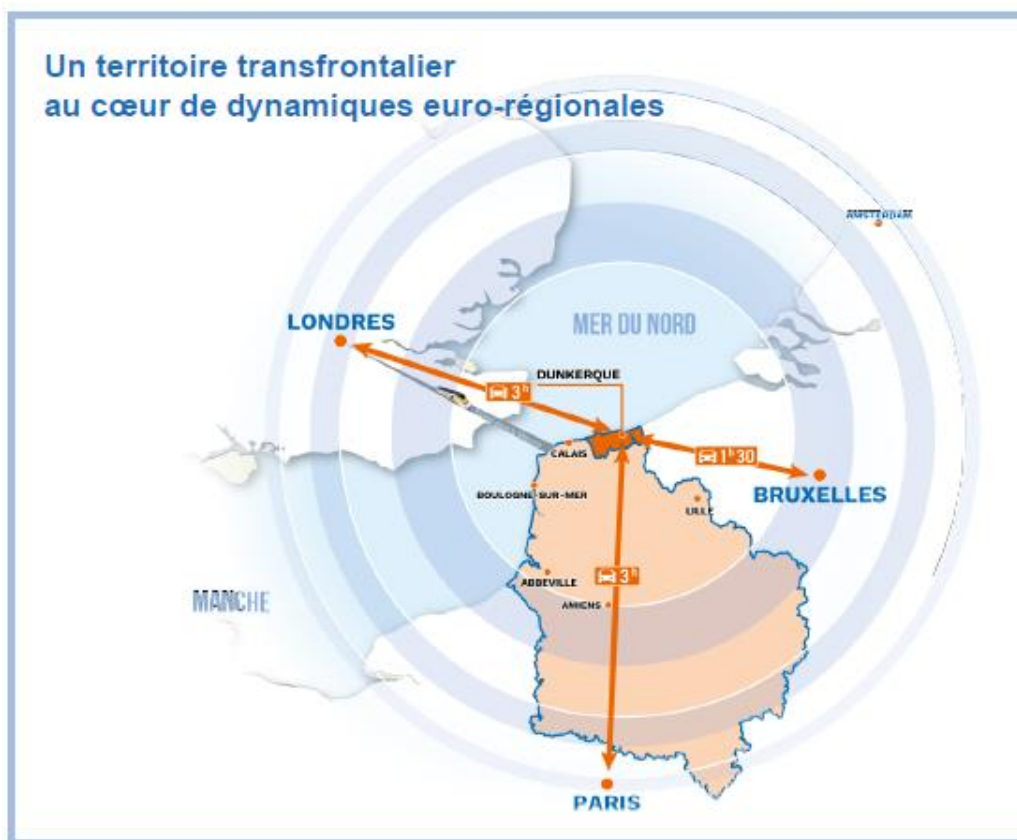 Un territoire transfrontalier
au cœur de dynamiques euro-régionales
AMSTERDAM
LONDRES
MER DU NORD
DUNKERQUE
3h
CALAIS
1h30
BRUXELLES
BOULOGNE-SUR-MER
LILLE
3h
ABBEVILLE
AMIENS
MANCHE
PARIS